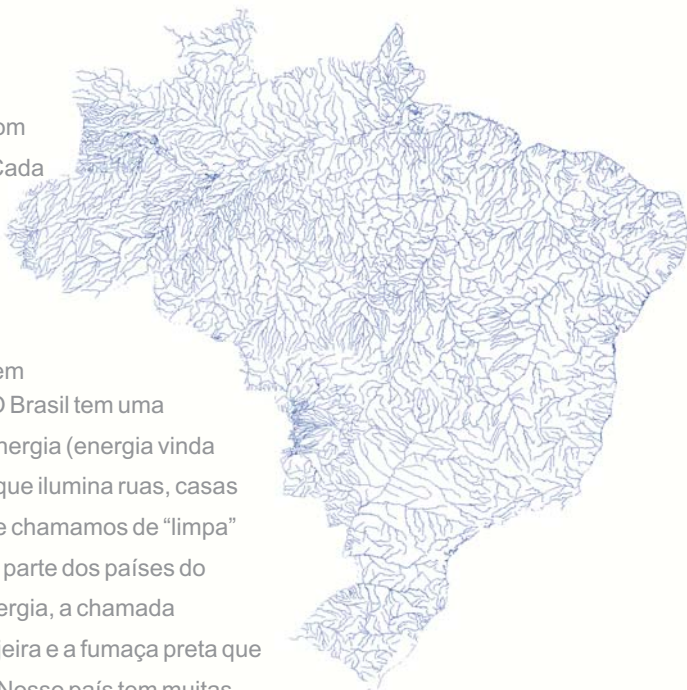 om
Cada
em
O Brasil tem uma
nergia (energia vinda
que ilumina ruas, casas
e chamamos de “limpa”
parte dos países do
ergia, a chamada
jeira e a fumaça preta que
Nosso país tem muitas